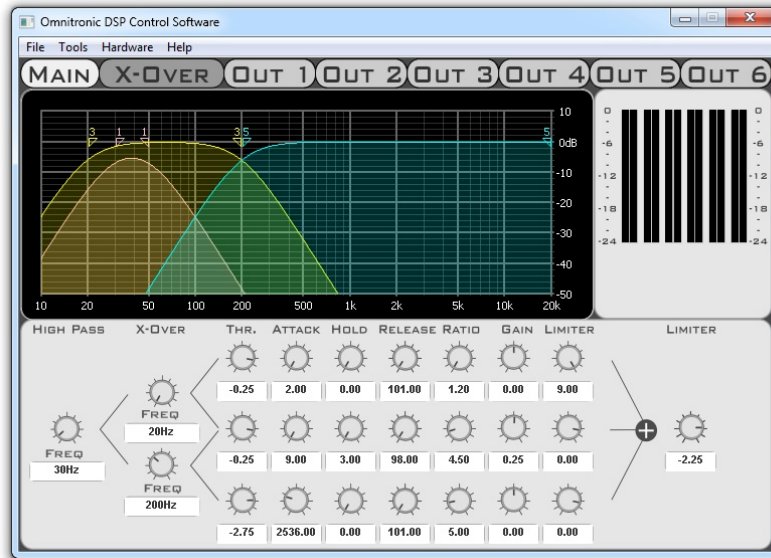 Omnitronic DSP Control Software
File Tools Hardware Help
MAIN X-OVER OUT 1 OUT 2 OUT 3 OUT 4 OUT 5 OUT 6
3 1 1 3 5 5
10
0dB
-10
-20
-30
-40
-50
10 20 50 100 200 500 1k 2k 5k 10k 20k
0 0
-6 -6
-12 -12
-18 -18
-24 -24
HIGH PASS X-OVER THR. ATTACK HOLD RELEASE RATIO GAIN LIMITER LIMITER
-0.25 2.00 0.00 101.00 1.20 0.00 9.00
FREQ
20Hz
FREQ
30Hz
-0.25 9.00 3.00 98.00 4.50 0.25 0.00
-2.25
FREQ
200Hz
-2.75 2536.00 0.00 101.00 5.00 0.00 0.00